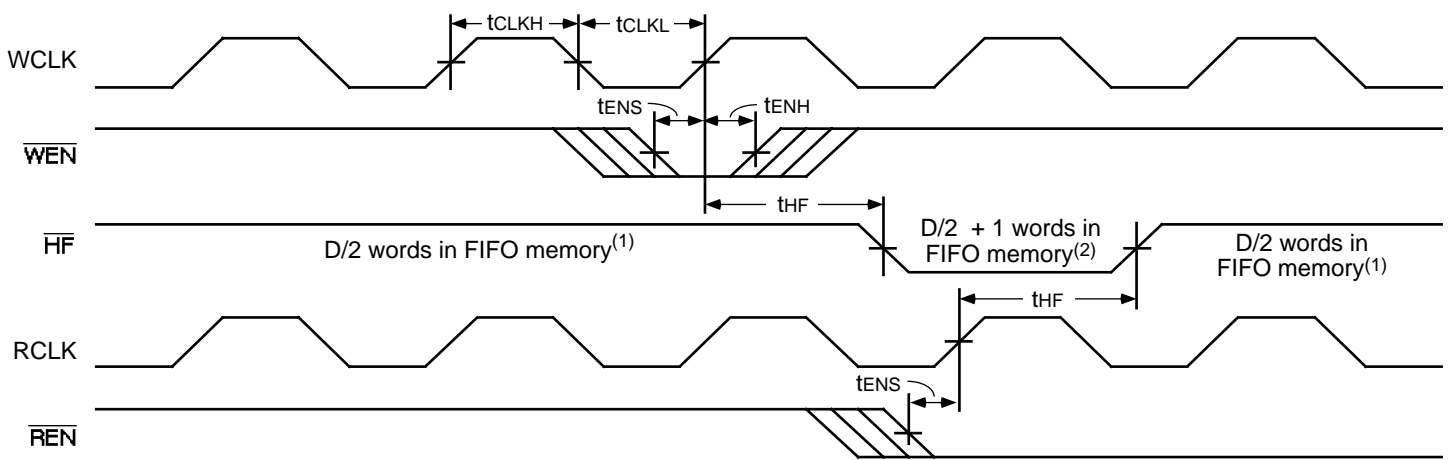 tCLKH
tCLKL
WCLK
tENS
tENH
WEN
tHF
HF
D/2 words in FIFO memory(1)
D/2 + 1 words in
FIFO memory(2)
D/2 words in
FIFO memory(1)
tHF
RCLK
tENS
REN